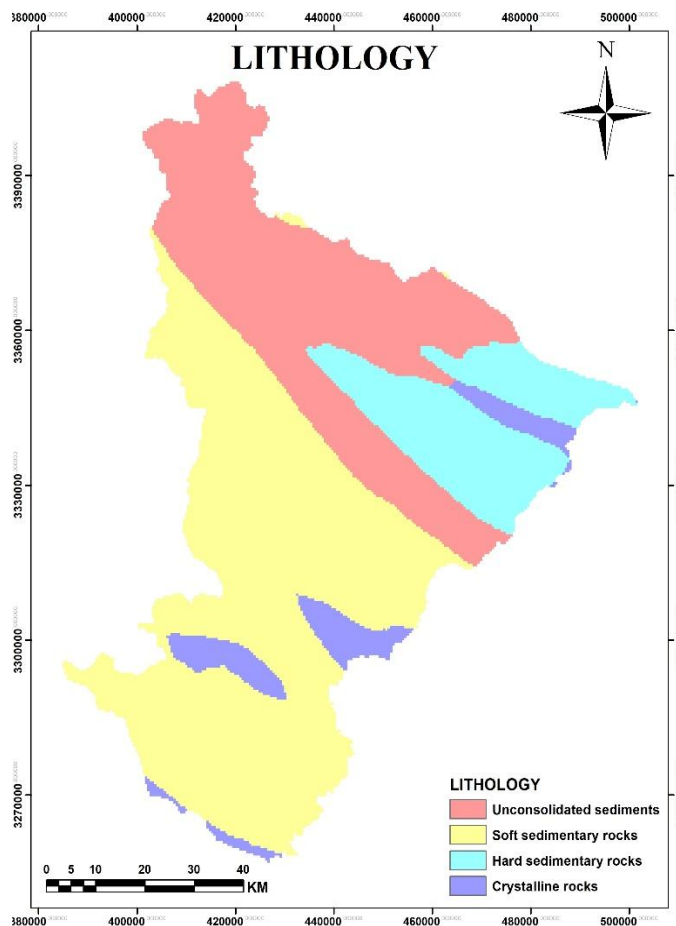 380000 400000 420000 440000 460000 480000 500000
LITHOLOGY
N
3390000
3360000
3330000
3300000
3270000
LITHOLOGY
Unconsolidated sediments
Soft sedimentary rocks
Hard sedimentary rocks
Crystalline rocks
0 5 10 20 30 40
KM
380000 400000 420000 440000 460000 480000 500000